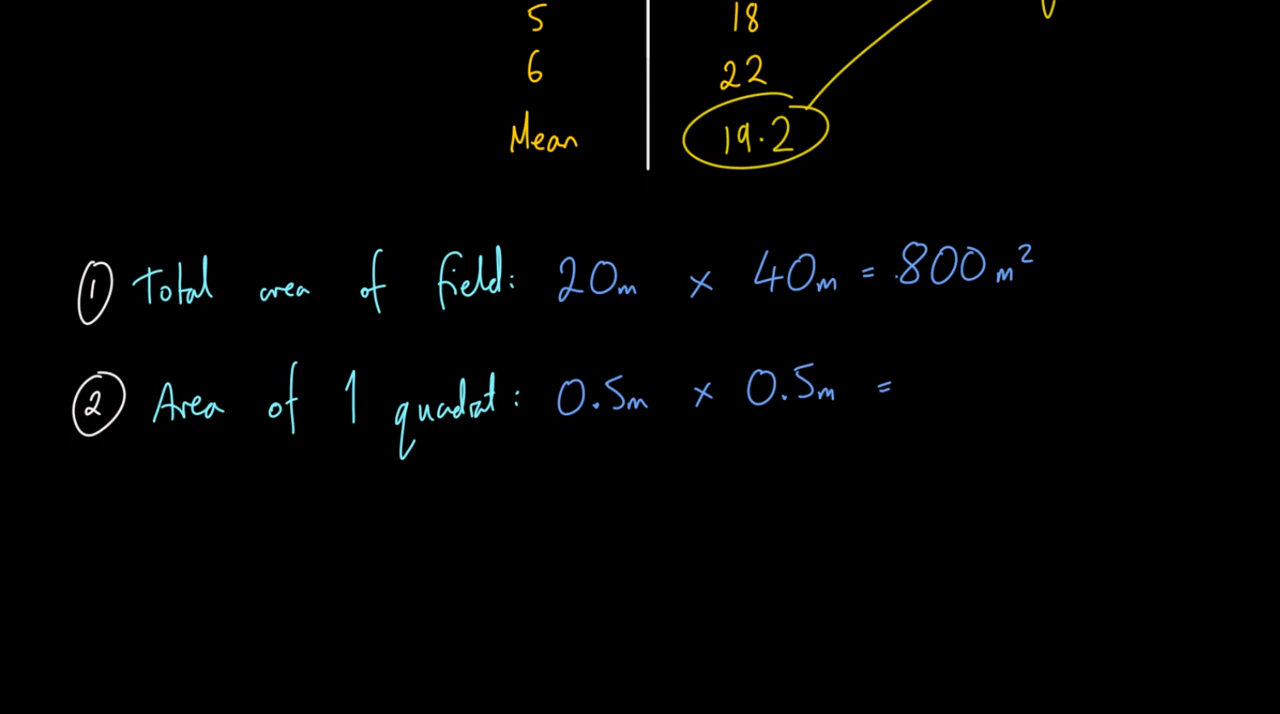 5 18
6 22
Mean 19.2
① Total area of field: 20m × 40m = 800m²
② Area of 1 quadrat: 0.5m × 0.5m =